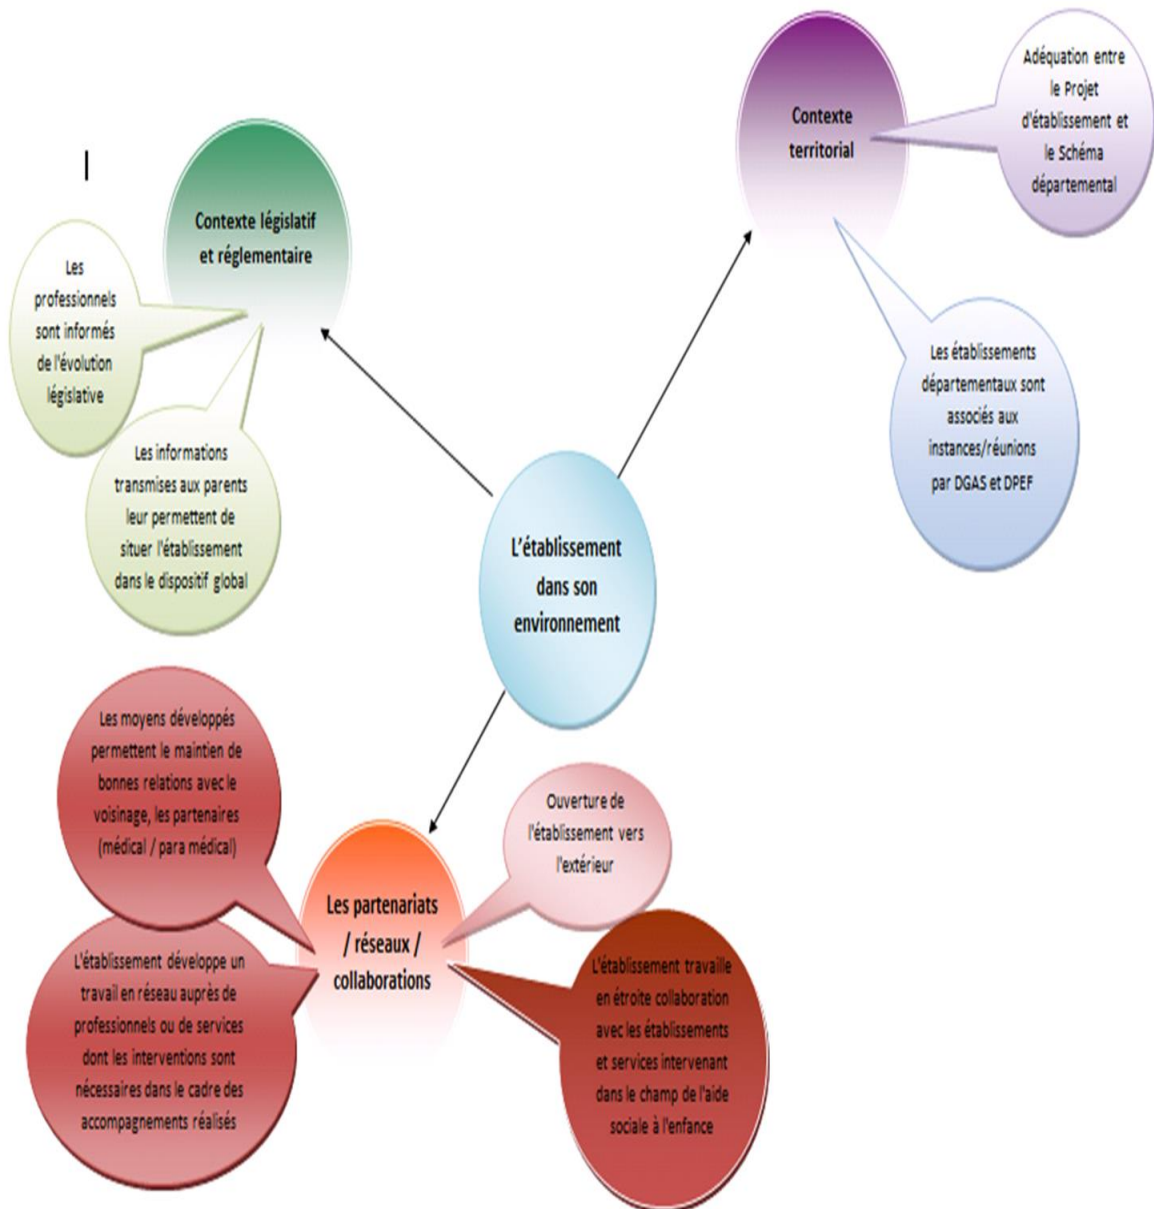 Contexte
territorial
Adéquation entre
le Projet
d'établissement et
le Schéma
départemental
I
Contexte législatif
et réglementaire
Les
professionnels
sont informés
de l'évolution
législative
Les établissements
départementaux sont
associés aux
instances/réunions
par DGAS et DPEF
Les informations
transmises aux parents
leur permettent de
situer l'établissement
dans le dispositif global
L'établissement
dans son
environnement
Les moyens développés
permettent le maintien de
bonnes relations avec le
voisinage, les partenaires
(médical / para médical)
Ouverture de
l'établissement vers
l'extérieur
Les partenariats
/ réseaux /
collaborations
L'établissement développe un
travail en réseau auprès de
professionnels ou de services
dont les interventions sont
nécessaires dans le cadre des
accompagnements réalisés
L'établissement travaille
en étroite collaboration
avec les établissements
et services intervenant
dans le champ de l'aide
sociale à l'enfance